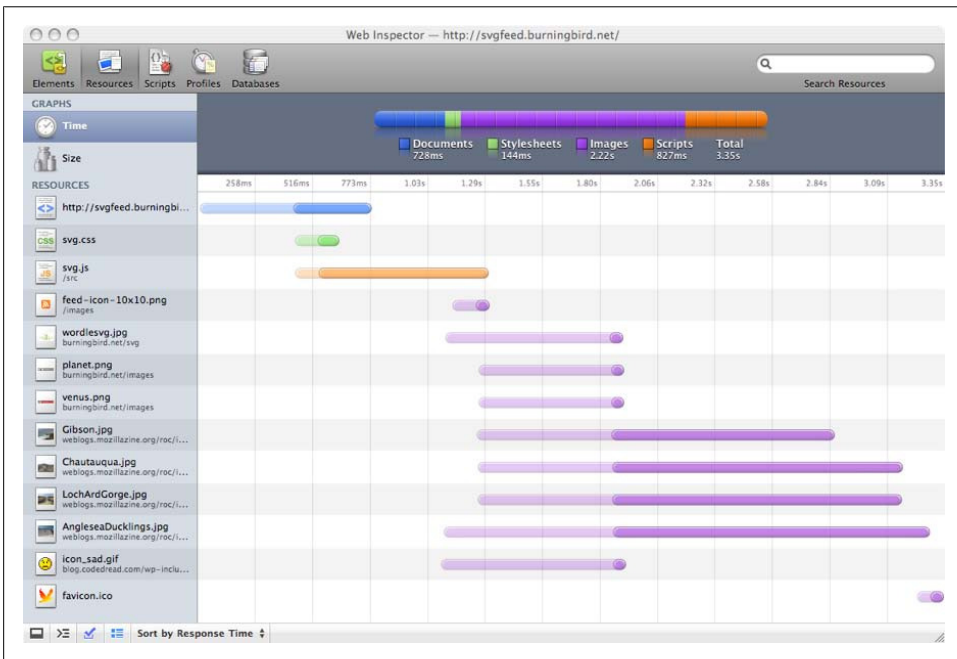 Web Inspector — http://svgfeed.burningbird.net/
Elements Resources Scripts Profiles Databases
Search Resources
GRAPHS
Time
Size
Documents 728ms
Stylesheets 144ms
Images 2.22s
Scripts 827ms
Total 3.35s
RESOURCES
258ms 516ms 773ms 1.03s 1.29s 1.55s 1.80s 2.06s 2.32s 2.58s 2.84s 3.09s 3.35s
http://svgfeed.burningbi...
CSS
svg.css
JS
svg.js
/src
feed-icon-10x10.png
/images
wordlesvg.jpg
burningbird.net/svg
planet.png
burningbird.net/images
venus.png
burningbird.net/images
Gibson.jpg
weblogs.mozillazine.org/roc/i...
Chautauqua.jpg
weblogs.mozillazine.org/roc/i...
LochArdGorge.jpg
weblogs.mozillazine.org/roc/i...
AngleseaDucklings.jpg
weblogs.mozillazine.org/roc/i...
icon_sad.gif
blog.codedread.com/wp-inclu...
favicon.ico
Sort by Response Time